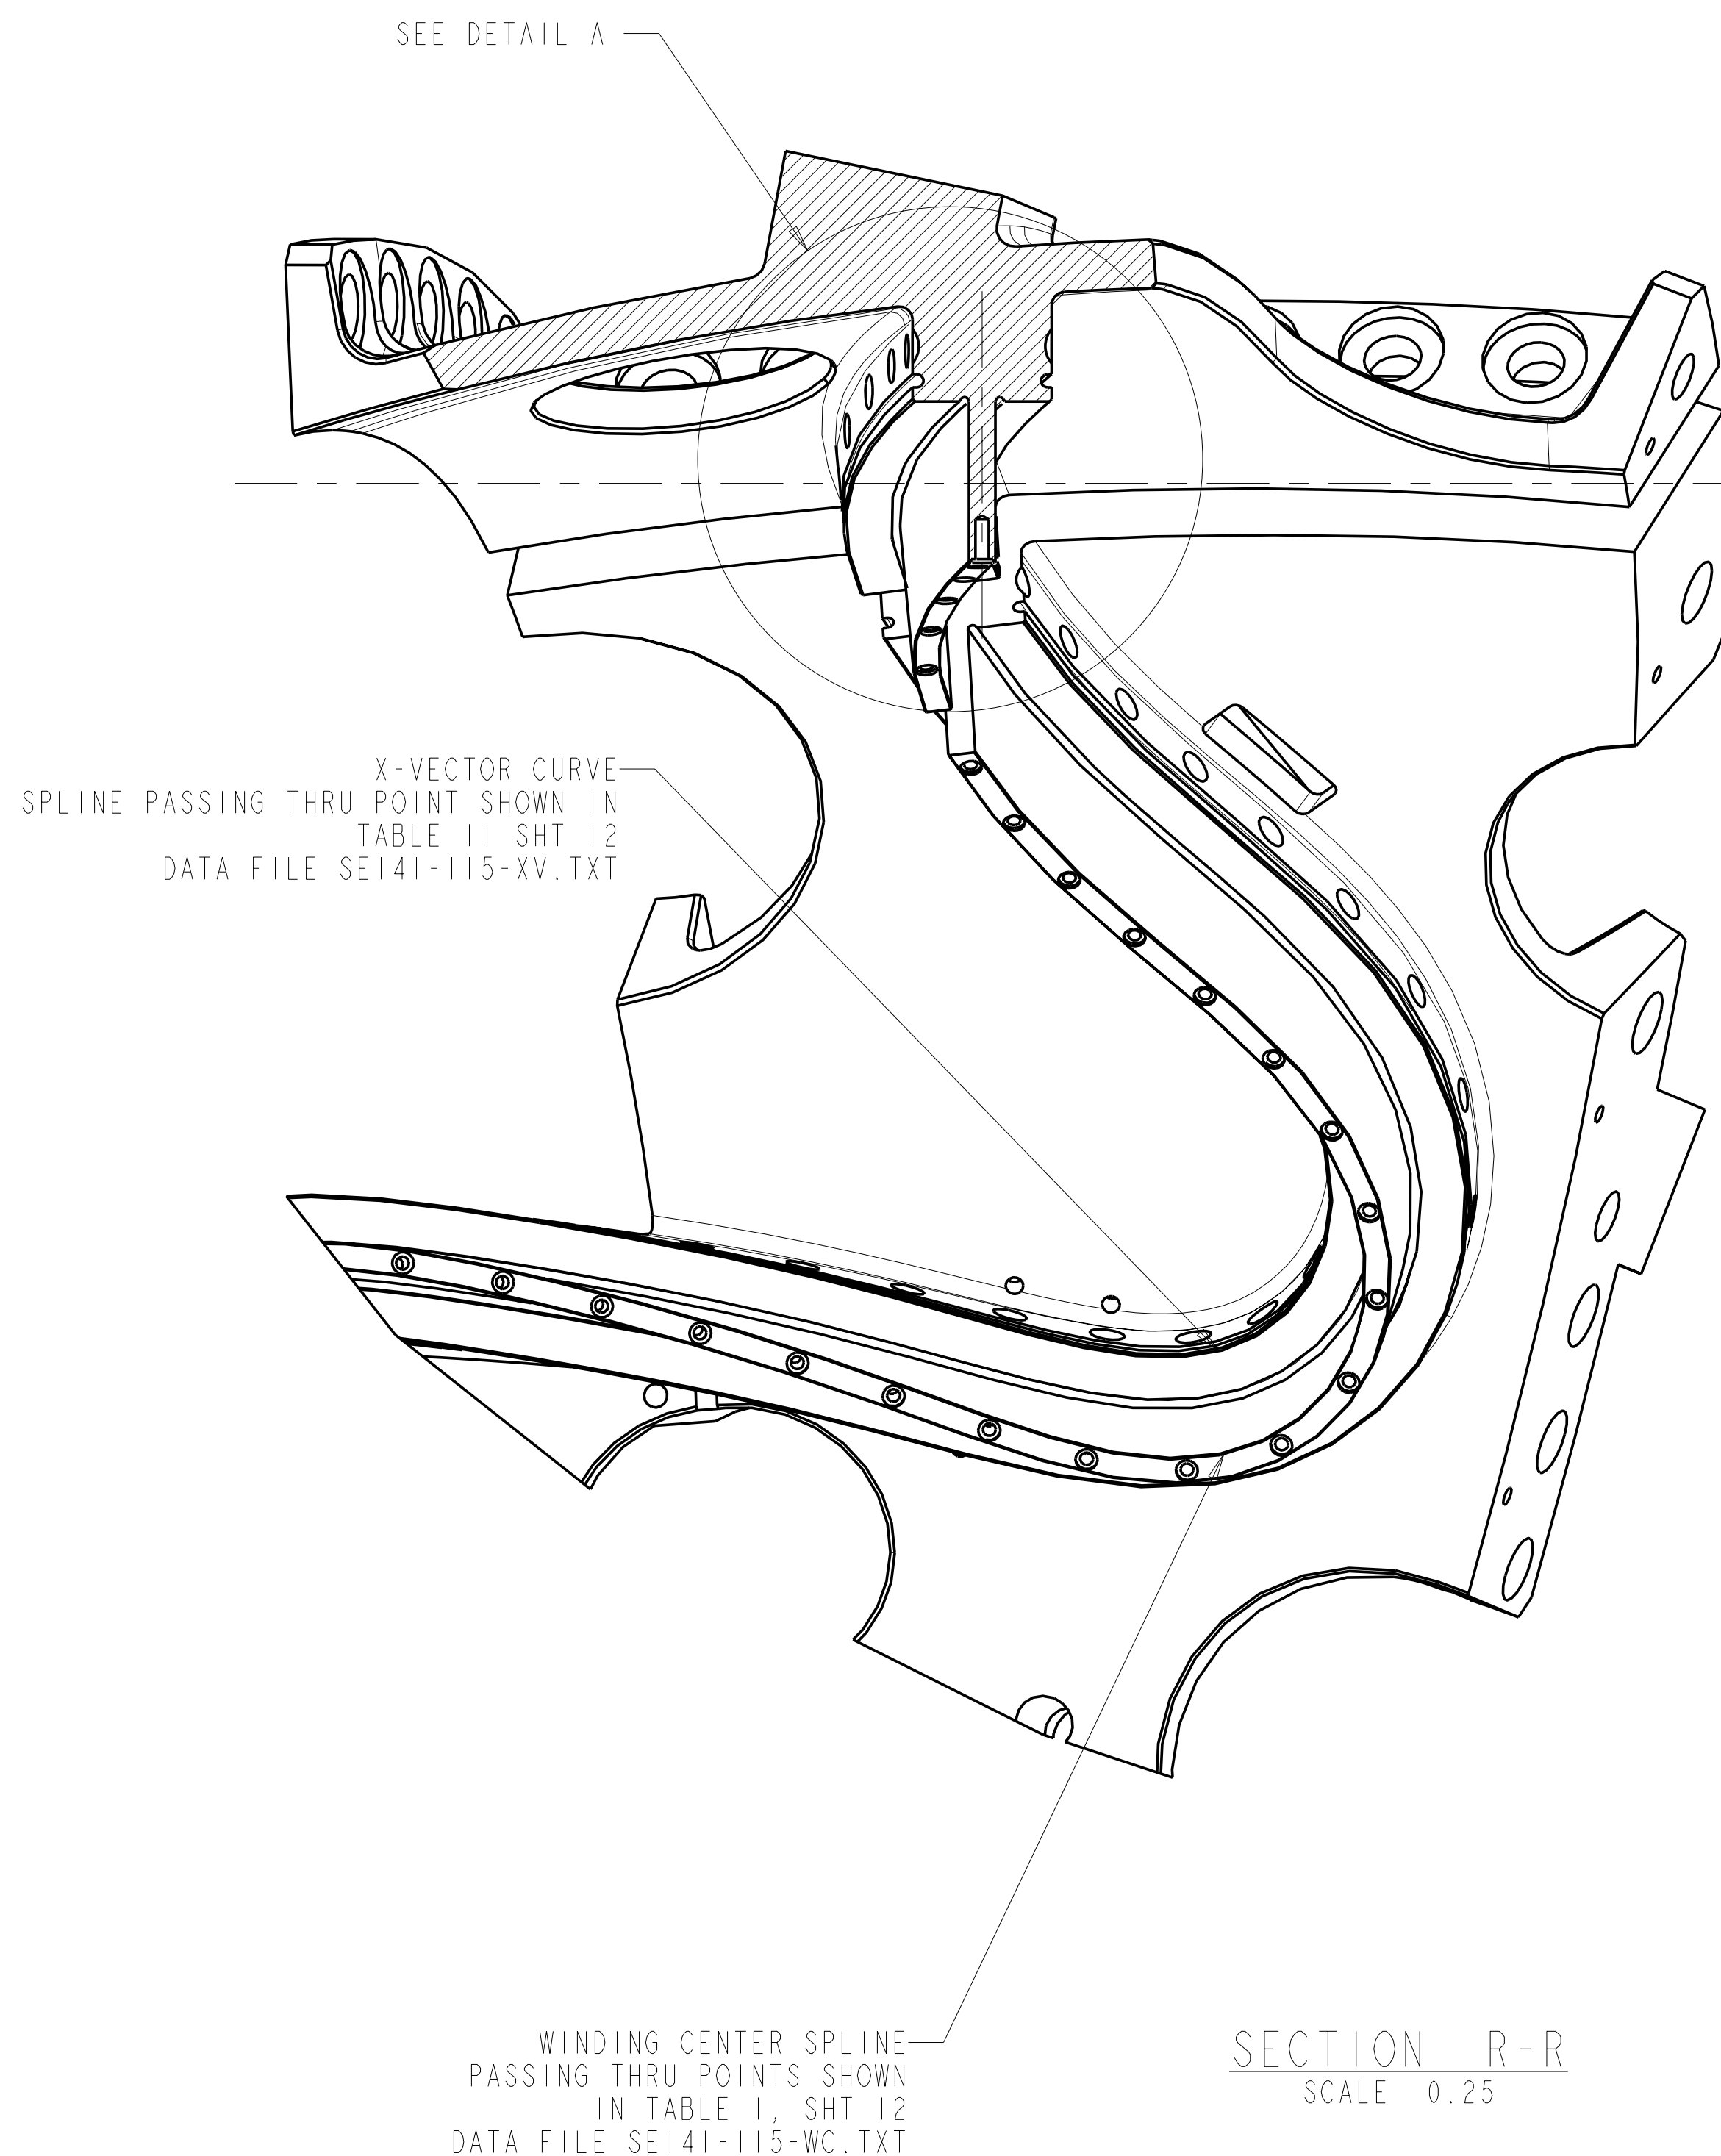 SEE DETAIL A
X-VECTOR CURVE
SPLINE PASSING THRU POINT SHOWN IN
TABLE II SHT 12
DATA FILE SE141-115-XV.TXT
WINDING CENTER SPLINE
PASSING THRU POINTS SHOWN
IN TABLE I, SHT 12
DATA FILE SE141-115-WC.TXT
SECTION R-R
SCALE 0.25